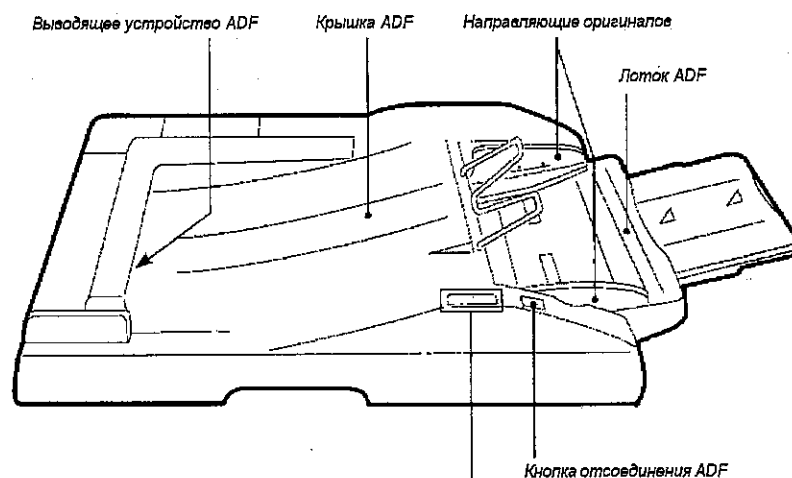 Выводящее устройство ADF
Крышка ADF
Направляющие оригиналов
Лоток ADF
Кнопка отсоединения ADF